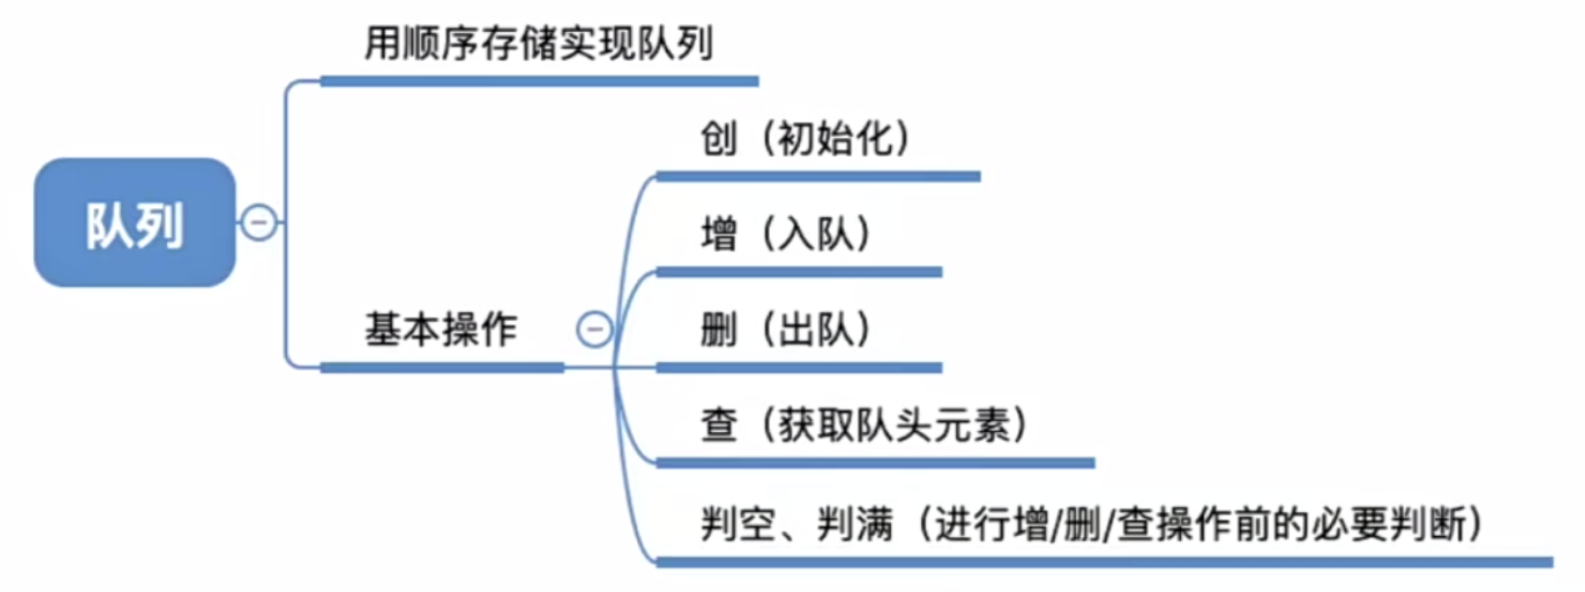 用顺序存储实现队列
创（初始化）
增（入队）
队列
基本操作
删（出队）
查（获取队头元素）
判空、判满（进行增/删/查操作前的必要判断）